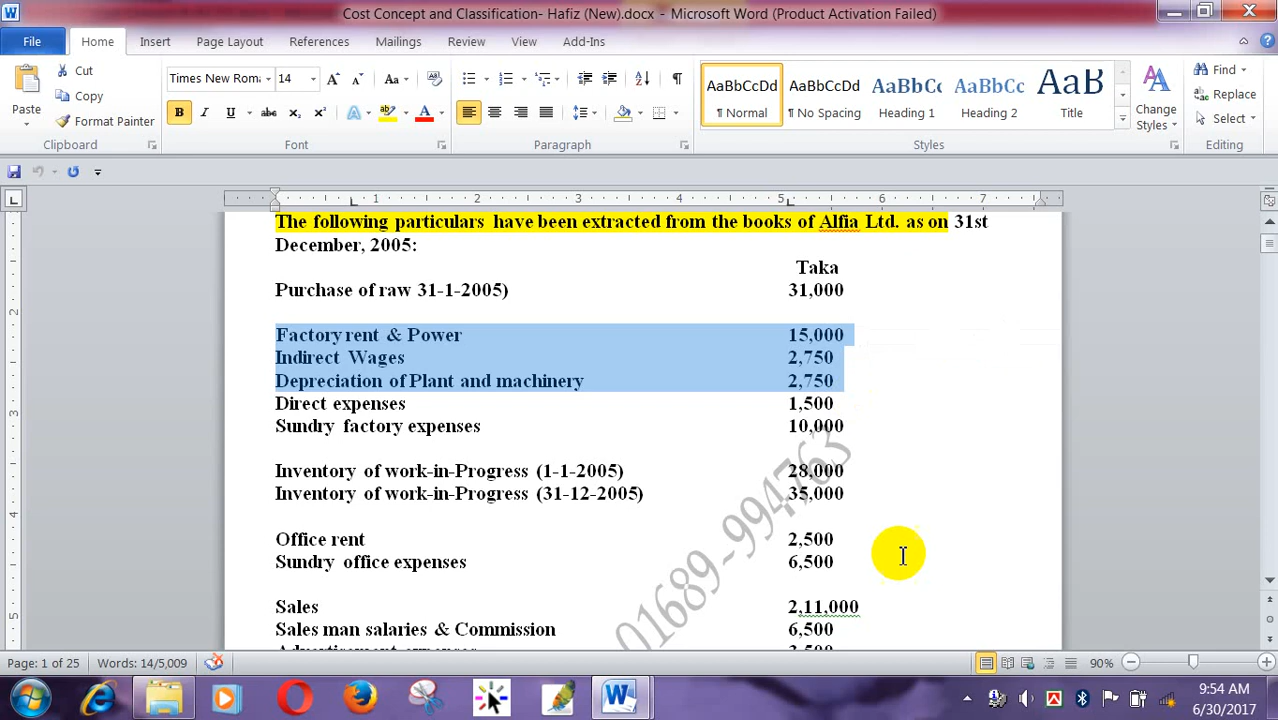 Cost Concept and Classification- Hafiz (New).docx - Microsoft Word (Product Activation Failed)
File Home Insert Page Layout References Mailings Review View Add-Ins
Paste
Cut
Copy
Format Painter
Clipboard
Times New Roma 14
Font
Paragraph
AaBbCcDd AaBbCcDd AaBbCc AaBbCc AaB
¶ Normal ¶ No Spacing Heading 1 Heading 2 Title
Styles
Change
Styles
Find
Replace
Select
Editing
The following particulars have been extracted from the books of Alfia Ltd. as on 31st
December, 2005:
Taka
Purchase of raw 31-1-2005) 31,000
Factory rent & Power 15,000
Indirect Wages 2,750
Depreciation of Plant and machinery 2,750
Direct expenses 1,500
Sundry factory expenses 10,000
Inventory of work-in-Progress (1-1-2005) 28,000
Inventory of work-in-Progress (31-12-2005) 35,000
Office rent 2,500
Sundry office expenses 6,500
Sales 2,11,000
Sales man salaries & Commission 6,500
01689-994763
Page: 1 of 25 Words: 14/5,009 90%
9:54 AM
6/30/2017